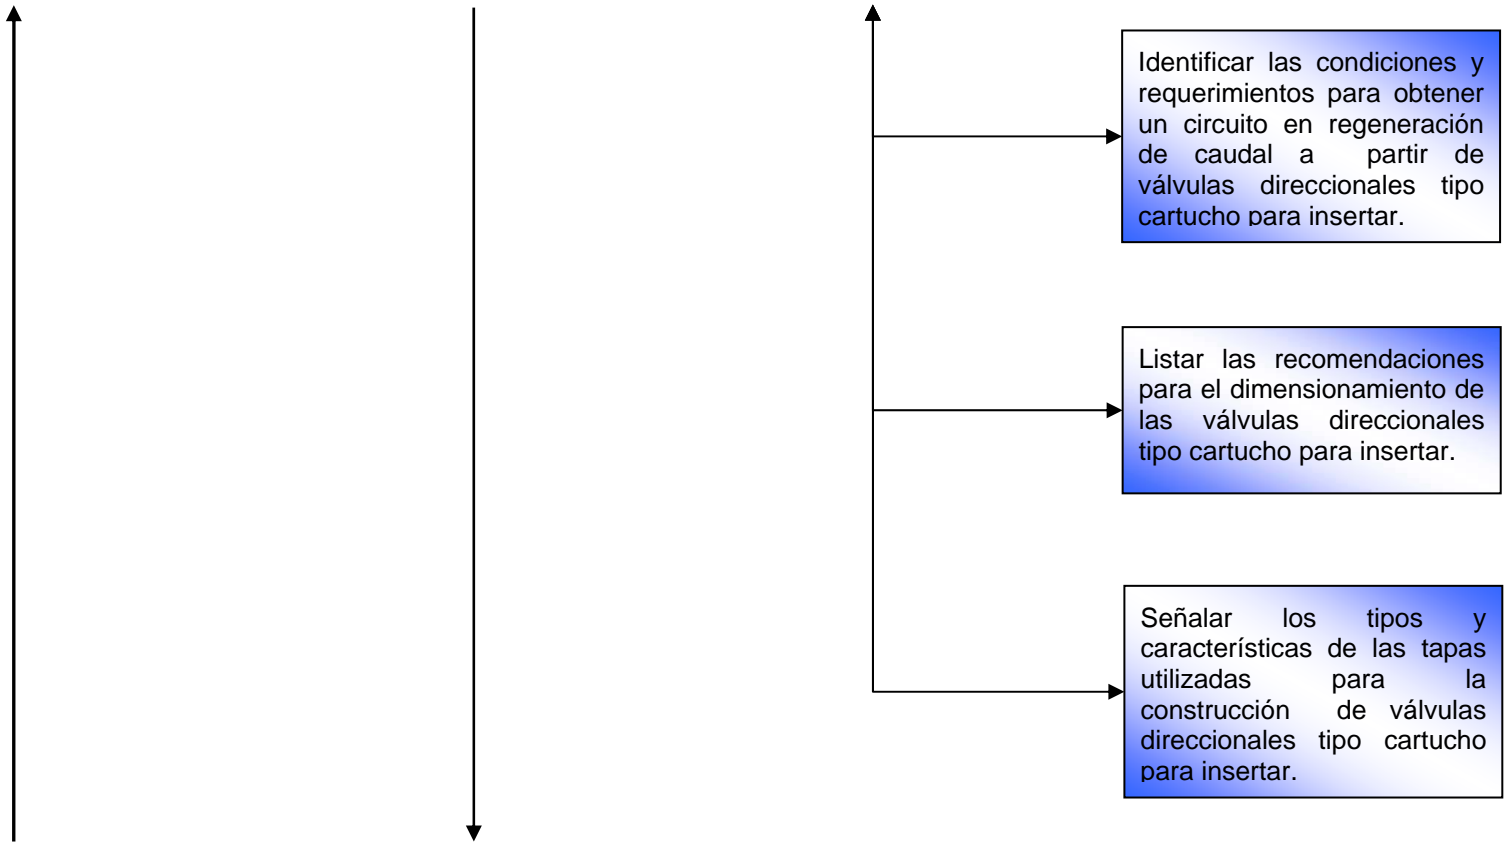 Identificar las condiciones y
requerimientos para obtener
un circuito en regeneración
de caudal a partir de
válvulas direccionales tipo
cartucho para insertar.
Listar las recomendaciones
para el dimensionamiento de
las válvulas direccionales
tipo cartucho para insertar.
Señalar los tipos y
características de las tapas
utilizadas para la
construcción de válvulas
direccionales tipo cartucho
para insertar.